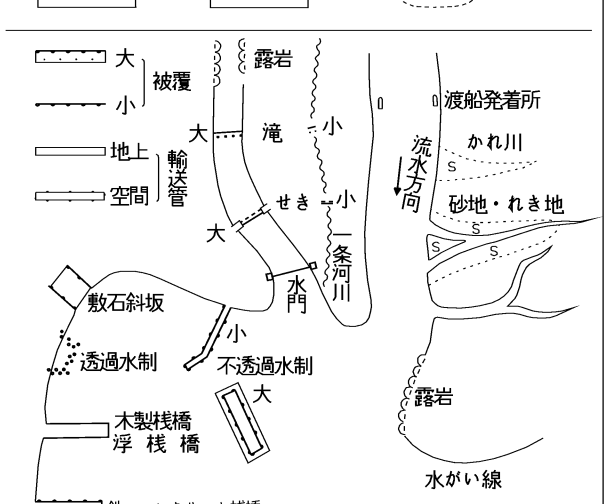 大
被覆
小
地上
輸送管
空間
露岩
大
滝
小
せき
小
大
一条河川
水門
渡船発着所
流水方向
かれ川
S
砂地・れき地
S
S
S
敷石斜坂
透過水制
小
不透過水制
大
木製桟橋
浮桟橋
露岩
水がい線